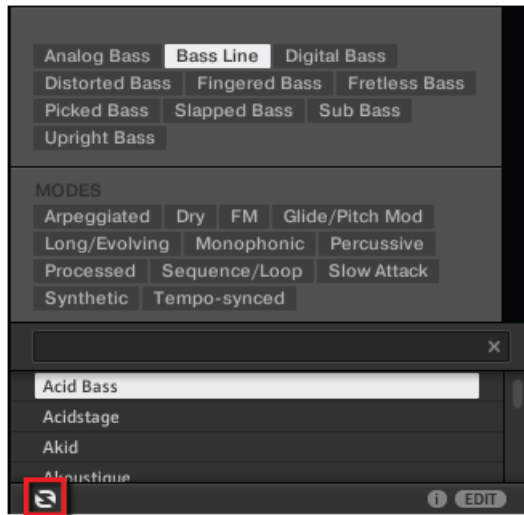 Analog Bass Bass Line Digital Bass
Distorted Bass Fingered Bass Fretless Bass
Picked Bass Slapped Bass Sub Bass
Upright Bass
MODES
Arpeggiated Dry FM Glide/Pitch Mod
Long/Evolving Monophonic Percussive
Processed Sequence/Loop Slow Attack
Synthetic Tempo-synced
Acid Bass
Acidstage
Akid
Akoustique
i EDIT